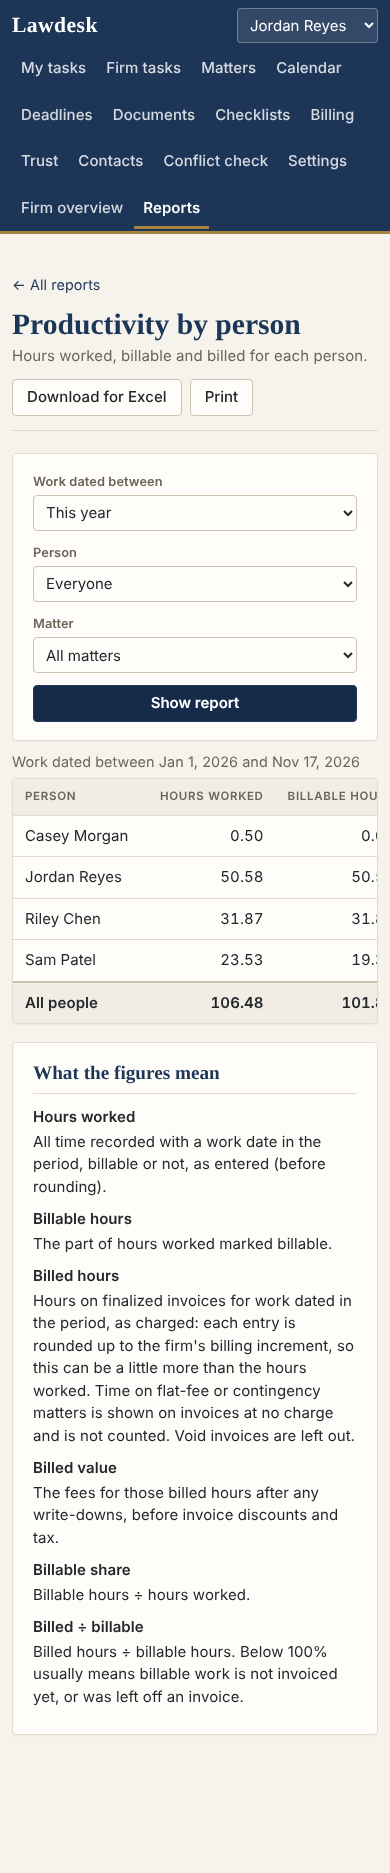 Lawdesk
Jordan Reyes
My tasks Firm tasks Matters Calendar
Deadlines Documents Checklists Billing
Trust Contacts Conflict check Settings
Firm overview Reports
← All reports
Productivity by person
Hours worked, billable and billed for each person.
Download for Excel Print
Work dated between
This year
Person
Everyone
Matter
All matters
Show report
Work dated between Jan 1, 2026 and Nov 17, 2026
PERSON HOURS WORKED BILLABLE
Casey Morgan 0.50
Jordan Reyes 50.58
Riley Chen 31.87
Sam Patel 23.53
All people 106.48
What the figures mean
Hours worked
All time recorded with a work date in the
period, billable or not, as entered (before
rounding).
Billable hours
The part of hours worked marked billable.
Billed hours
Hours on finalized invoices for work dated in
the period, as charged: each entry is
rounded up to the firm's billing increment, so
this can be a little more than the hours
worked. Time on flat-fee or contingency
matters is shown on invoices at no charge
and is not counted. Void invoices are left out.
Billed value
The fees for those billed hours after any
write-downs, before invoice discounts and
tax.
Billable share
Billable hours ÷ hours worked.
Billed ÷ billable
Billed hours ÷ billable hours. Below 100%
usually means billable work is not invoiced
yet, or was left off an invoice.